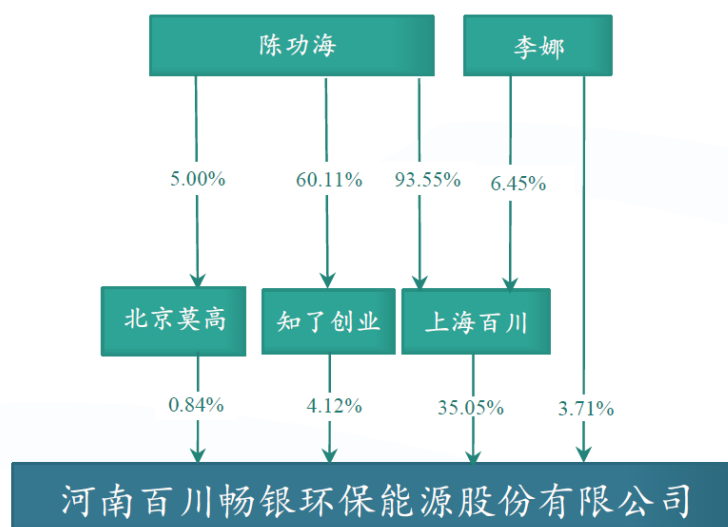 陈功海
李娜
5.00%
60.11%
93.55%
6.45%
北京莫高
知了创业
上海百川
0.84%
4.12%
35.05%
3.71%
河南百川畅银环保能源股份有限公司